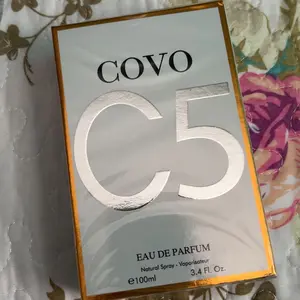 COVO
C5
EAU DE PARFUM
Natural Spray - Vaporisateur
℮100ml 3.4 Fl. Oz.